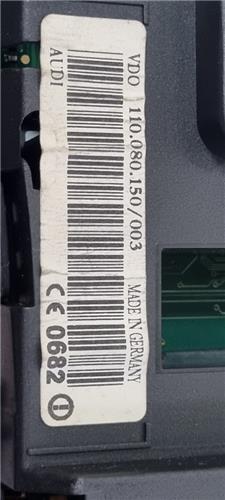 VDO 110.080.150/003 MADE IN GERMANY
AUDI CE 0682